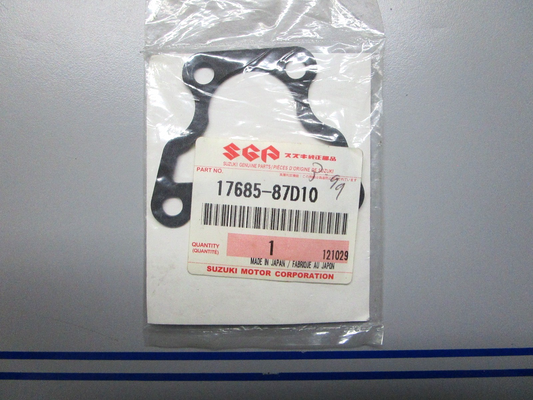 SGP スズキ純正部品
SUZUKI GENUINE PARTS/PIECES D'ORIGINE DE SUZUKI
PART NO.
17685-87D10
QUANTITY
(QUANTITE)
1
121029
MADE IN JAPAN / FABRIQUE AU JAPON
SUZUKI MOTOR CORPORATION